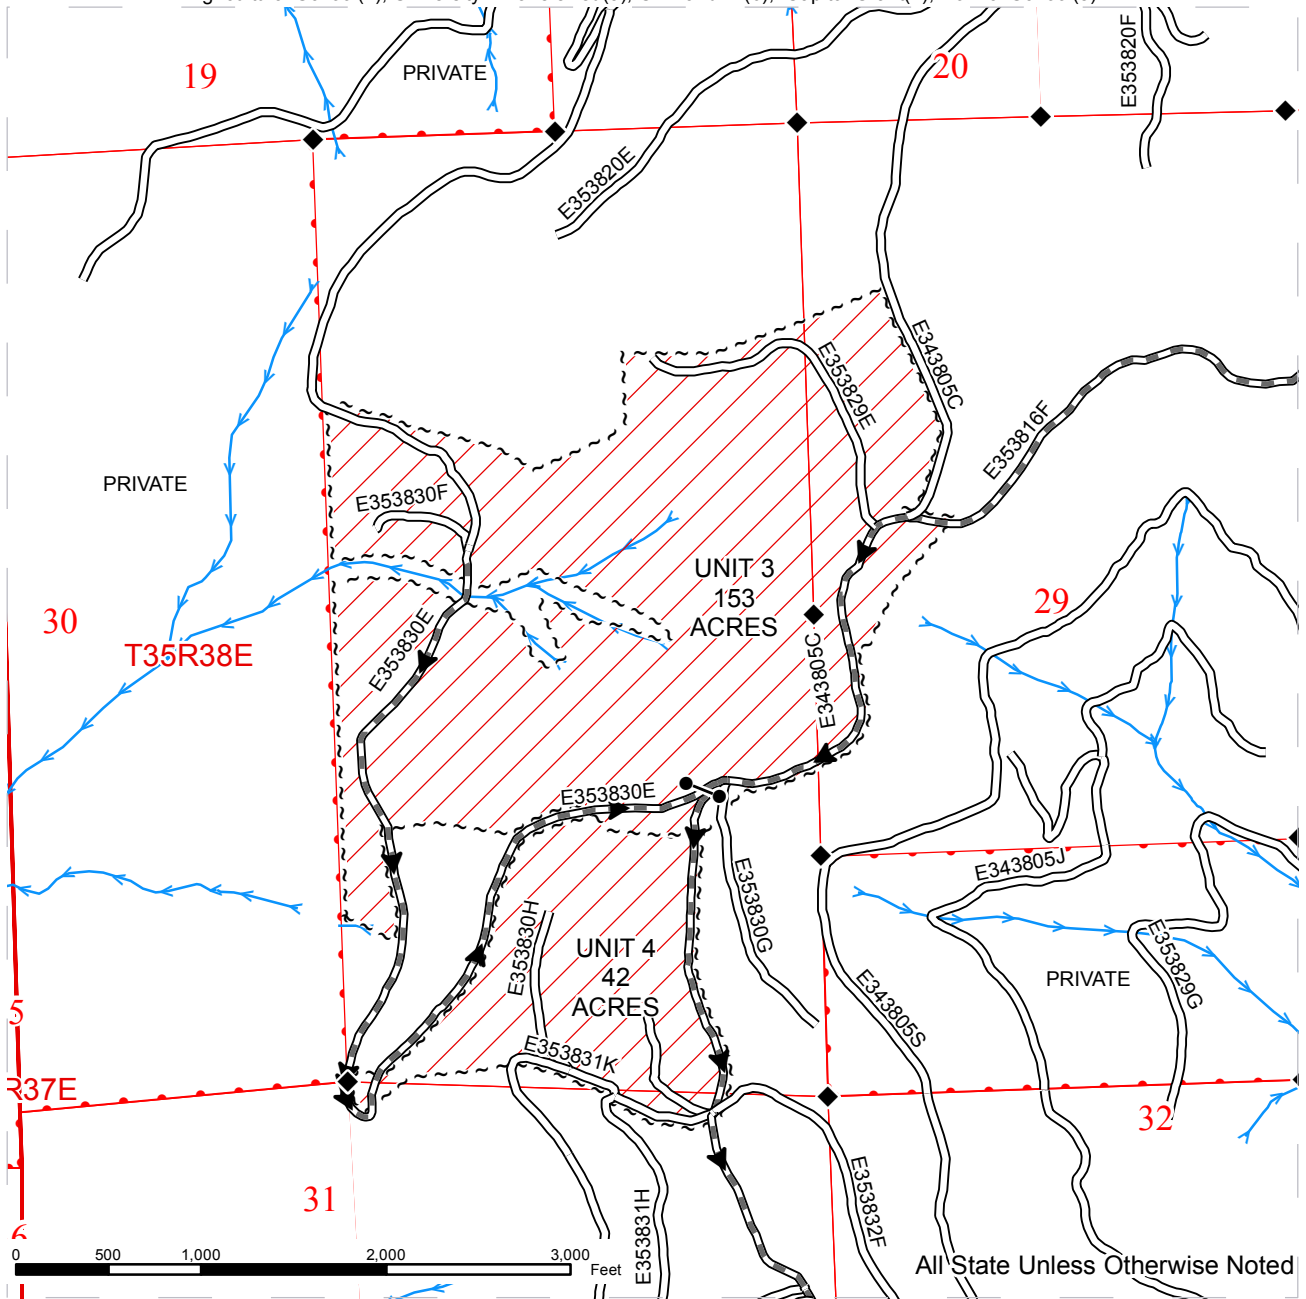 19
PRIVATE
20
E353820F
E353820E
E343805C
E353829E
E353816F
PRIVATE
E353830F
UNIT 3
153
ACRES
29
30
T35R38E
E353830E
E343805C
E353830E
E343805J
E353830G
E353830H
UNIT 4
42
ACRES
E353829G
PRIVATE
5
E343805S
E353831K
R37E
32
31
E353831H
E353832F
6
0 500 1,000 2,000 3,000
Feet
All State Unless Otherwise Noted